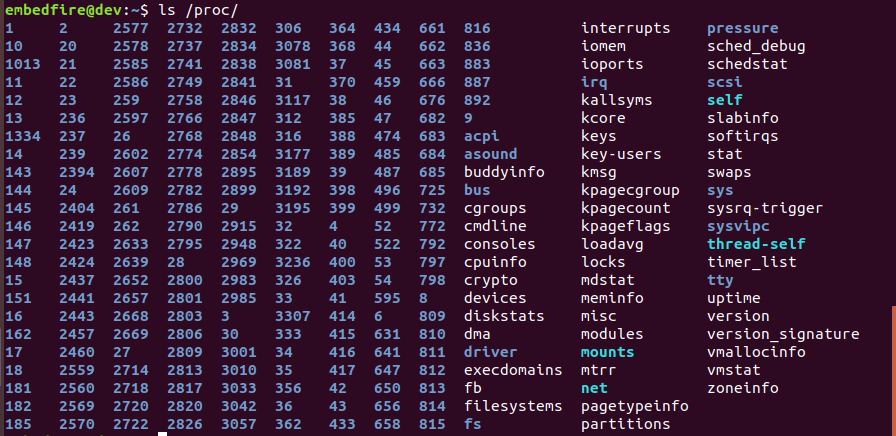 embedfire@dev:~$ ls /proc/
1 2 2577 2732 2832 306 364 434 661 816 interrupts pressure
10 20 2578 2737 2834 3078 368 44 662 836 iomem sched_debug
1013 21 2585 2741 2838 3081 37 45 663 883 ioports schedstat
11 22 2586 2749 2841 31 370 459 666 887 irq scsi
12 23 259 2758 2846 3117 38 46 676 892 kallsyms self
13 236 2597 2766 2847 312 385 47 682 9 kcore slabinfo
1334 237 26 2768 2848 316 388 474 683 acpi keys softirqs
14 239 2602 2774 2854 3177 389 485 684 asound key-users stat
143 2394 2607 2778 2895 3189 39 487 685 buddyinfo kmsg swaps
144 24 2609 2782 2899 3192 398 496 725 bus kpagecgroup sys
145 2404 261 2786 29 3195 399 499 732 cgroups kpagecount sysrq-trigger
146 2419 262 2790 2915 32 4 52 772 cmdline kpageflags sysvipc
147 2423 2633 2795 2948 322 40 522 792 consoles loadavg thread-self
148 2424 2639 28 2969 3236 400 53 797 cpuinfo locks timer_list
15 2437 2652 2800 2983 326 403 54 798 crypto mdstat tty
151 2441 2657 2801 2985 33 41 595 8 devices meminfo uptime
16 2443 2668 2803 3 3307 414 6 809 diskstats misc version
162 2457 2669 2806 30 333 415 631 810 dma modules version_signature
17 2460 27 2809 3001 34 416 641 811 driver mounts vmallocinfo
18 2559 2714 2813 3010 35 417 647 812 execdomains mtrr vmstat
181 2560 2718 2817 3033 356 42 650 813 fb net zoneinfo
182 2569 2720 2820 3042 36 43 656 814 filesystems pagetypeinfo
185 2570 2722 2826 3057 362 433 658 815 fs partitions